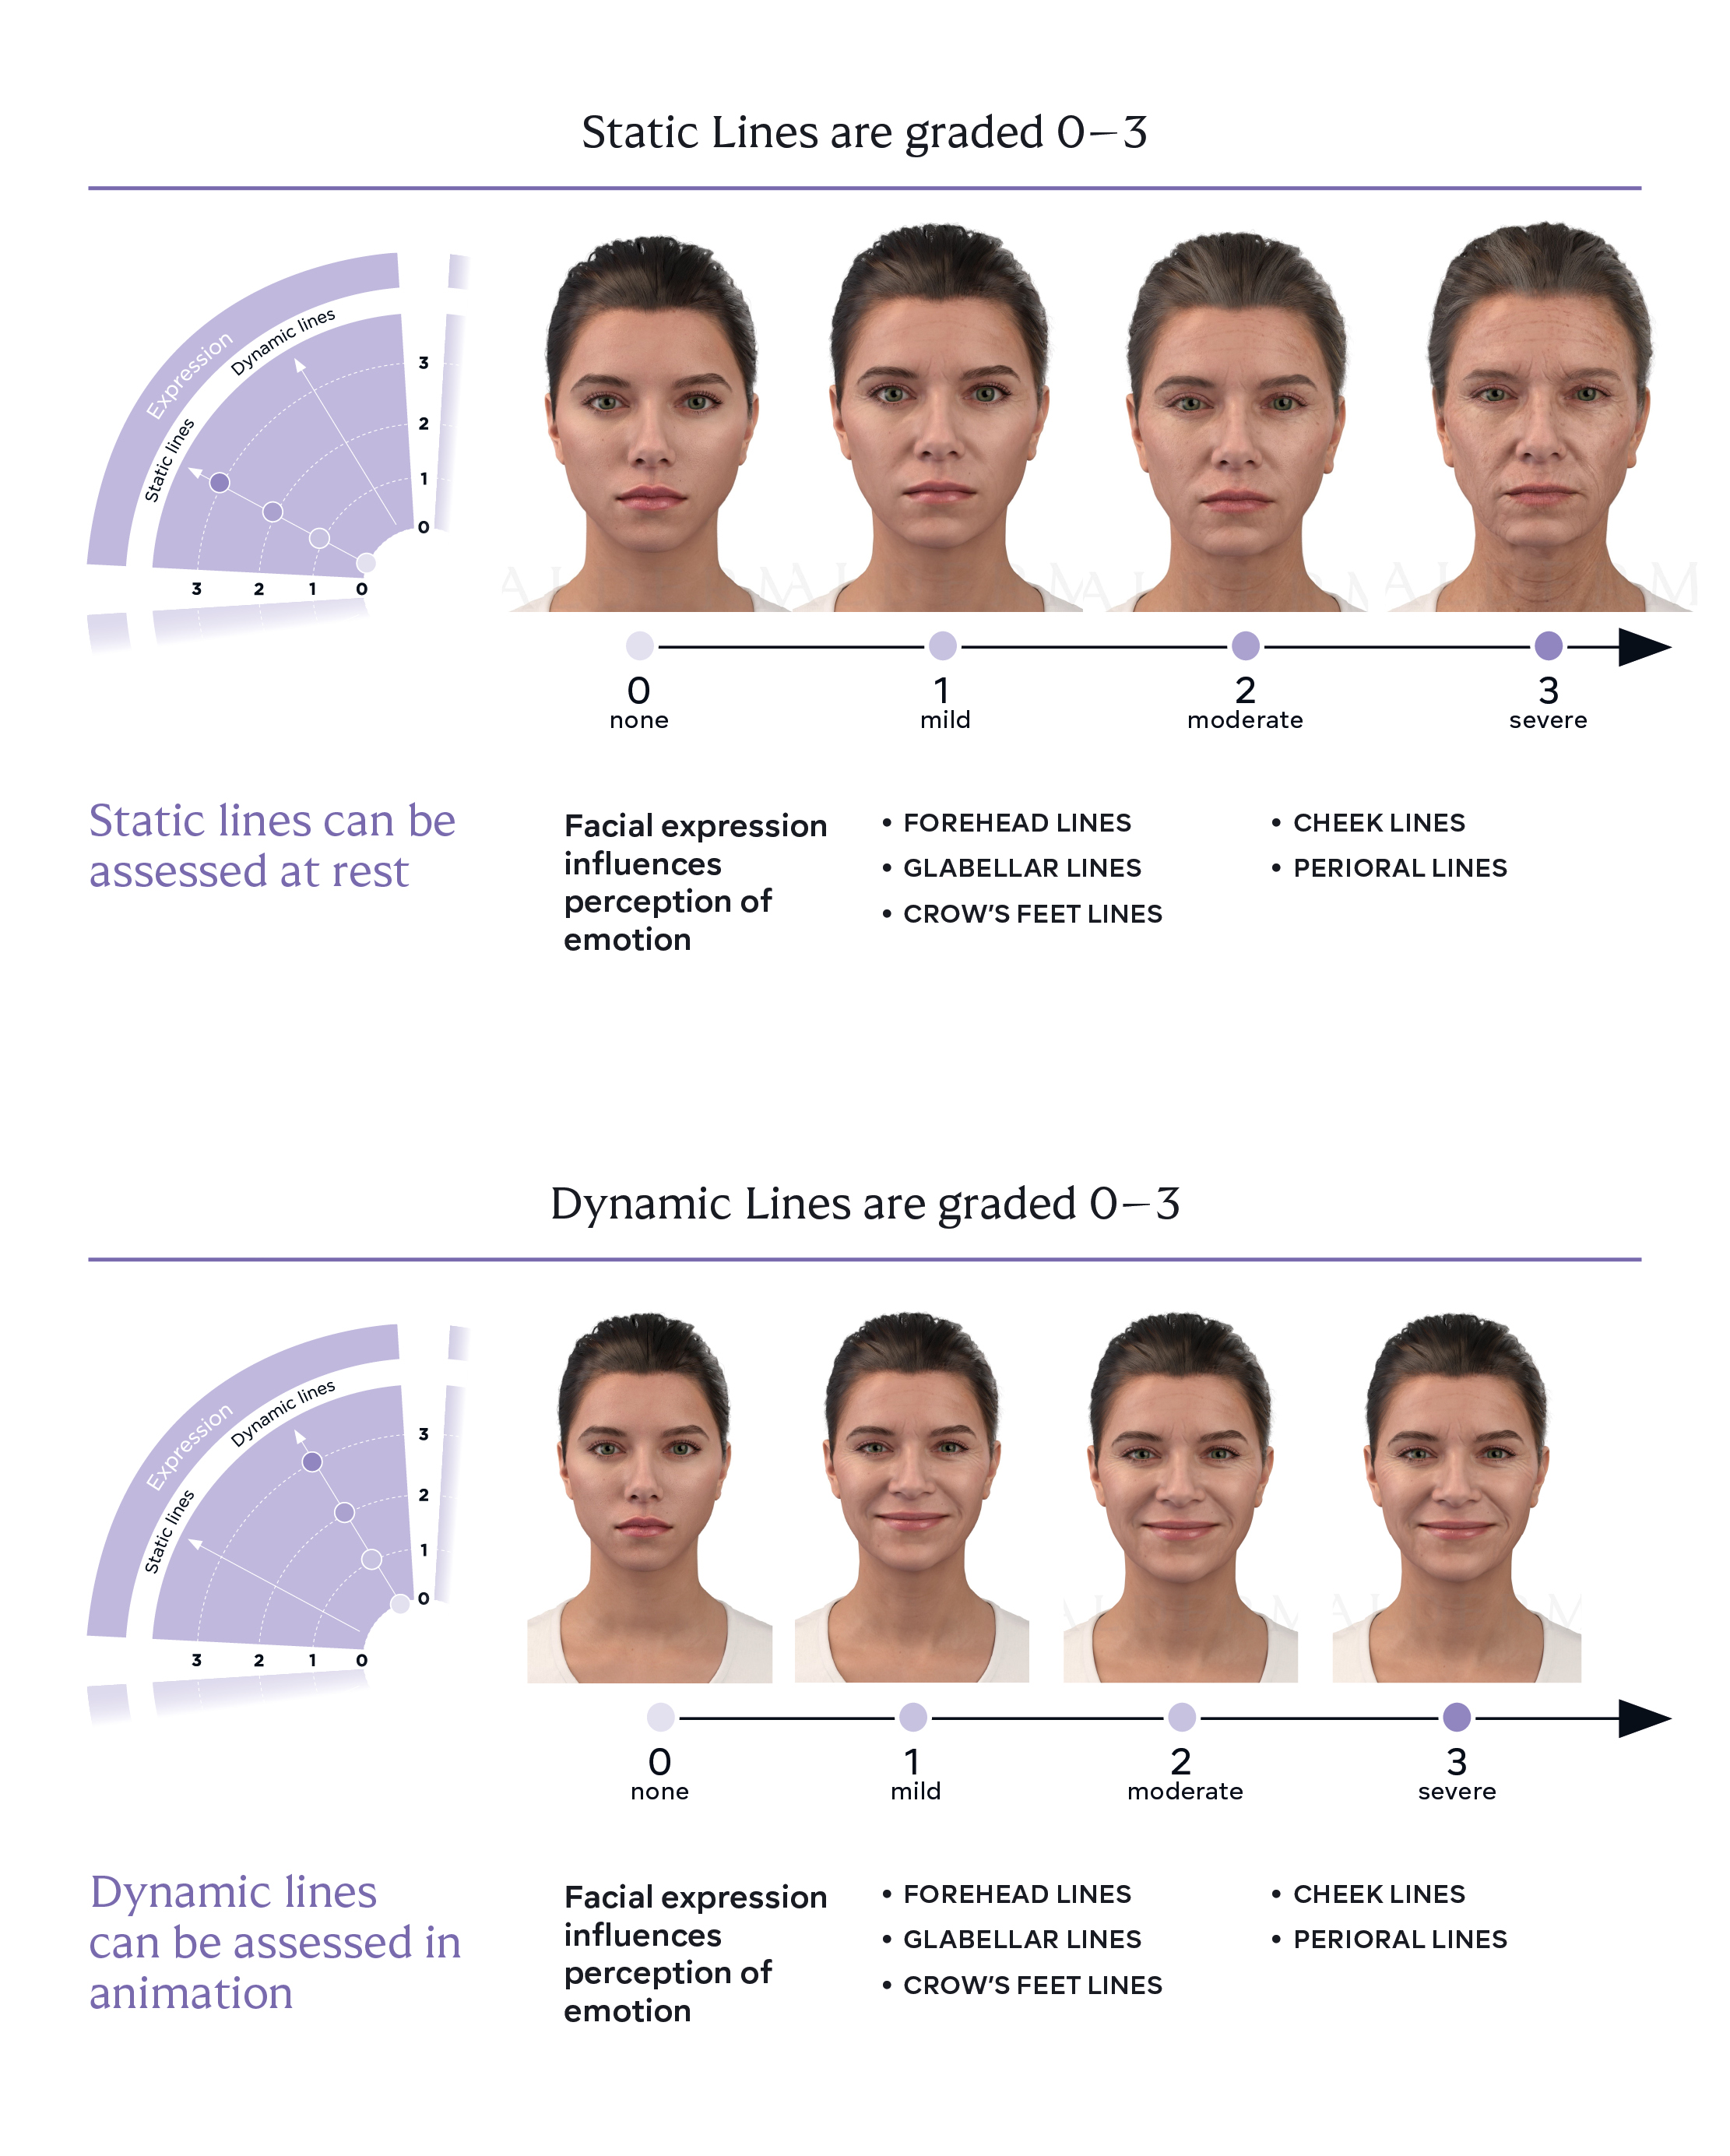 Static Lines are graded 0–3
Expression
Dynamic lines
Static lines
3
2
1
0
3 2 1 0
0 1 2 3
none mild moderate severe
Static lines can be
assessed at rest
Facial expression
influences
perception of
emotion
• FOREHEAD LINES
• GLABELLAR LINES
• CROW’S FEET LINES
• CHEEK LINES
• PERIORAL LINES
Dynamic Lines are graded 0–3
Expression
Dynamic lines
Static lines
3
2
1
0
3 2 1 0
0 1 2 3
none mild moderate severe
Dynamic lines
can be assessed in
animation
Facial expression
influences
perception of
emotion
• FOREHEAD LINES
• GLABELLAR LINES
• CROW’S FEET LINES
• CHEEK LINES
• PERIORAL LINES